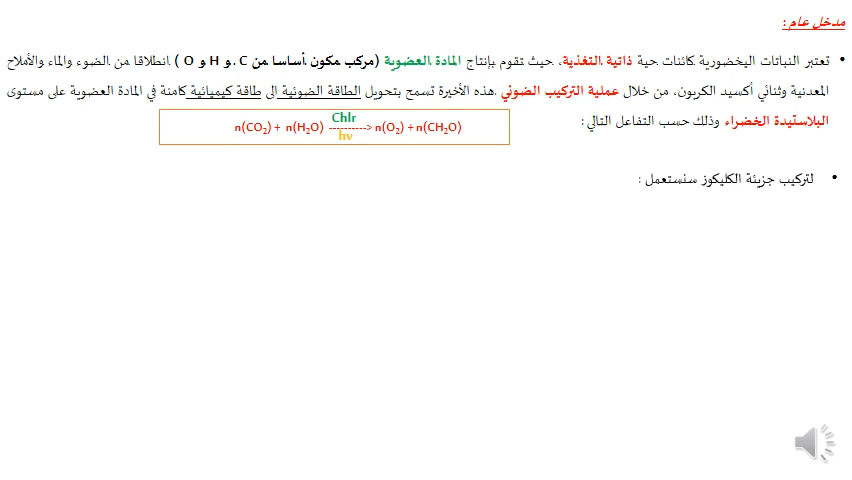 مدخل عام :
• تعتبر النباتات اليخضورية كائنات حية ذاتية التغذية، حيث تقوم بإنتاج المادة العضوية (مركب مكون أساسا من C، و H و O ) انطلاقا من الضوء والماء والأملاح
المعدنية وثنائي أكسيد الكربون، من خلال عملية التركيب الضوئي .هذه الأخيرة تسمح بتحويل الطاقة الضوئية الى طاقة كيميائية كامنة في المادة العضوية على مستوى
البلاستيدة الخضراء وذلك حسب التفاعل التالي :
Chlr
n(CO₂) + n(H₂O) ----------> n(O₂) + n(CH₂O)
hv
• لتركيب جزيئة الكليكوز سنستعمل :